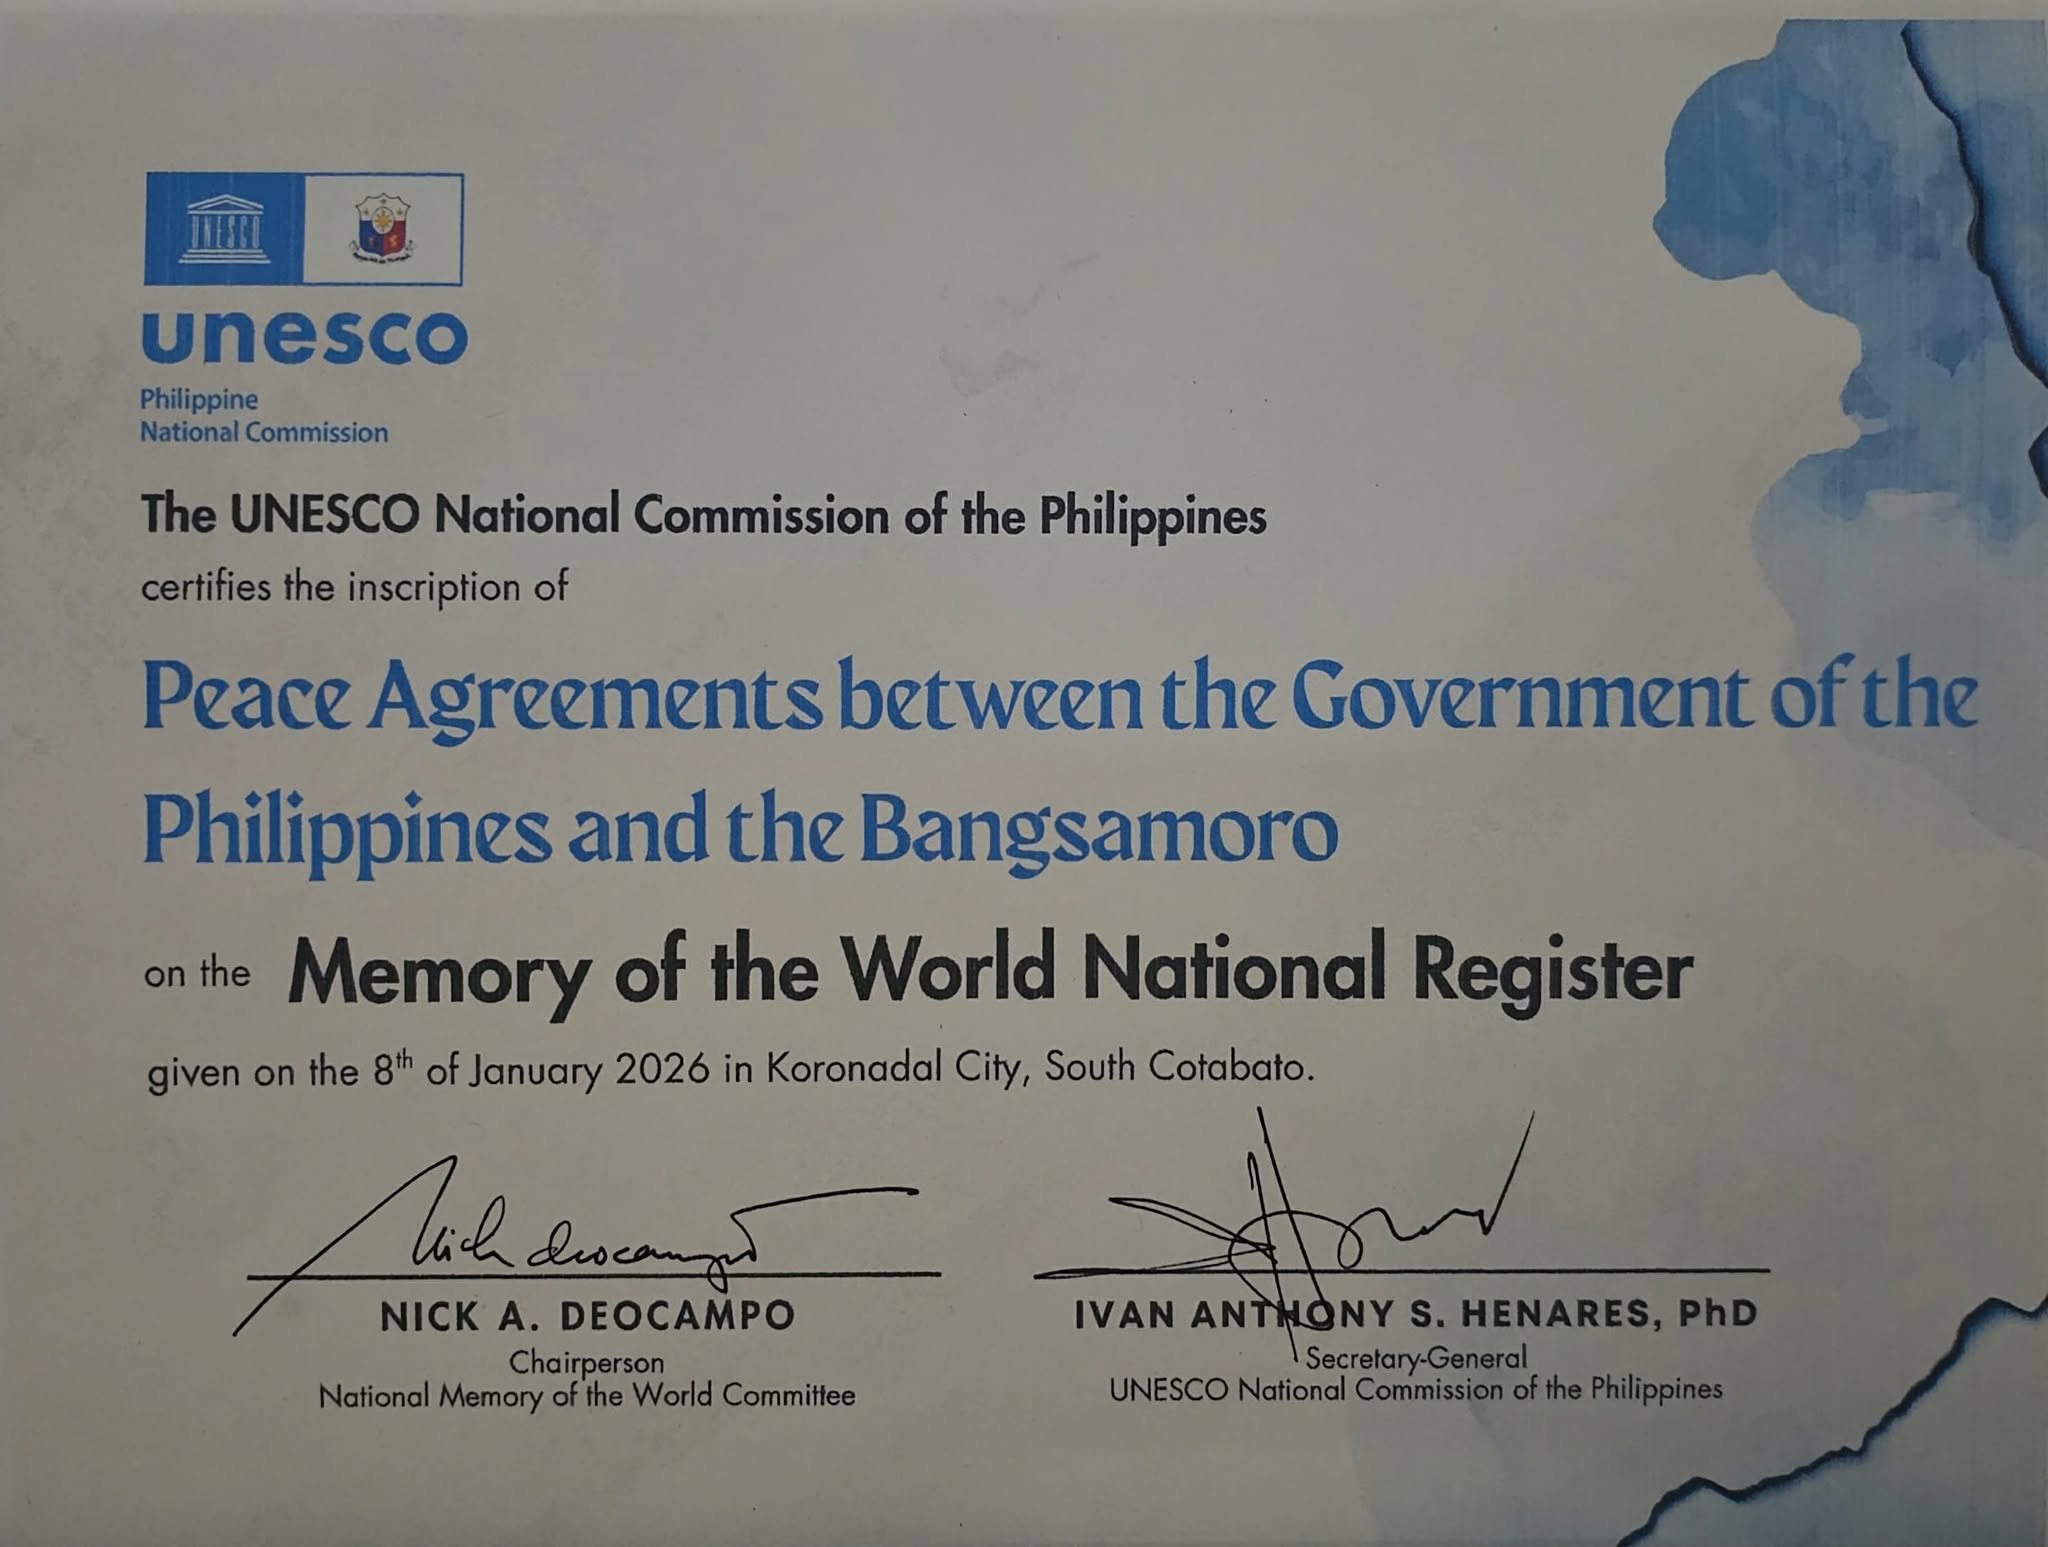 UNESCO
unesco
Philippine
National Commission
The UNESCO National Commission of the Philippines
certifies the inscription of
Peace Agreements between the Government of the
Philippines and the Bangsamoro
on the Memory of the World National Register
given on the 8th of January 2026 in Koronadal City, South Cotabato.
Nick Deocampo
NICK A. DEOCAMPO
Chairperson
National Memory of the World Committee
IVAN ANTHONY S. HENARES, PhD
Secretary-General
UNESCO National Commission of the Philippines